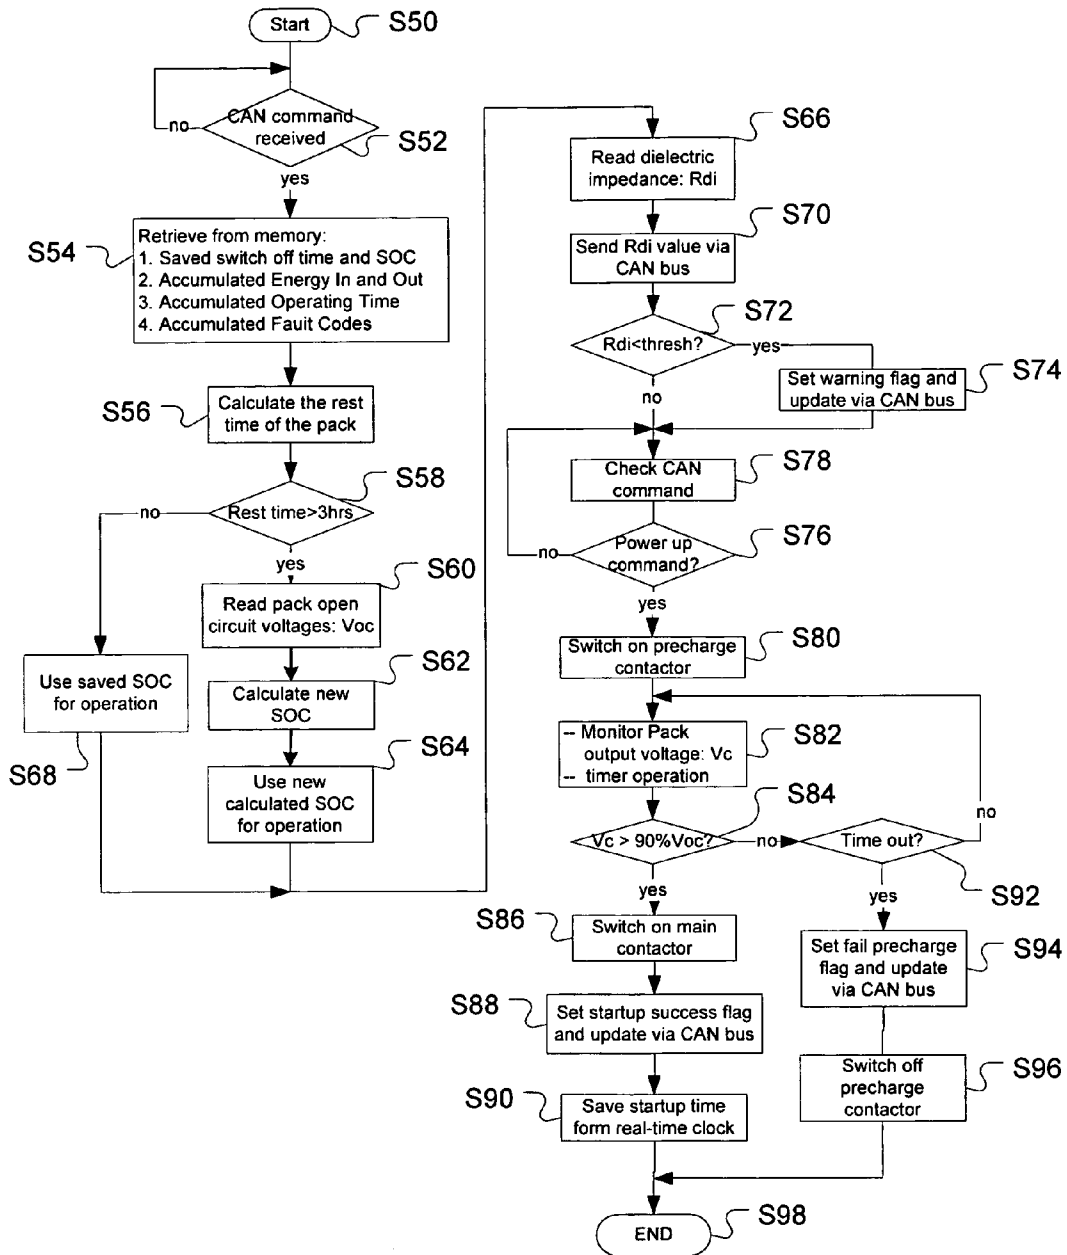 Start
S50
CAN command
received
no
S52
yes
S54
Retrieve from memory:
1. Saved switch off time and SOC
2. Accumulated Energy In and Out
3. Accumulated Operating Time
4. Accumulated Fauit Codes
S56
Calculate the rest
time of the pack
S58
no
Rest time>3hrs
yes
S60
Read pack open
circuit voltages: Voc
S62
Calculate new
SOC
Use saved SOC
for operation
S68
S64
Use new
calculated SOC
for operation
S66
Read dielectric
impedance: Rdi
S70
Send Rdi value via
CAN bus
S72
Rdi<thresh?
yes
S74
Set warning flag and
update via CAN bus
no
S78
Check CAN
command
S76
no
Power up
command?
yes
S80
Switch on precharge
contactor
S82
-- Monitor Pack
output voltage: Vc
-- timer operation
S84
no
Vc > 90%Voc?
no
Time out?
S92
yes
yes
S86
Switch on main
contactor
S94
Set fail precharge
flag and update
via CAN bus
S88
Set startup success flag
and update via CAN bus
S96
Switch off
precharge
contactor
S90
Save startup time
form real-time clock
END
S98